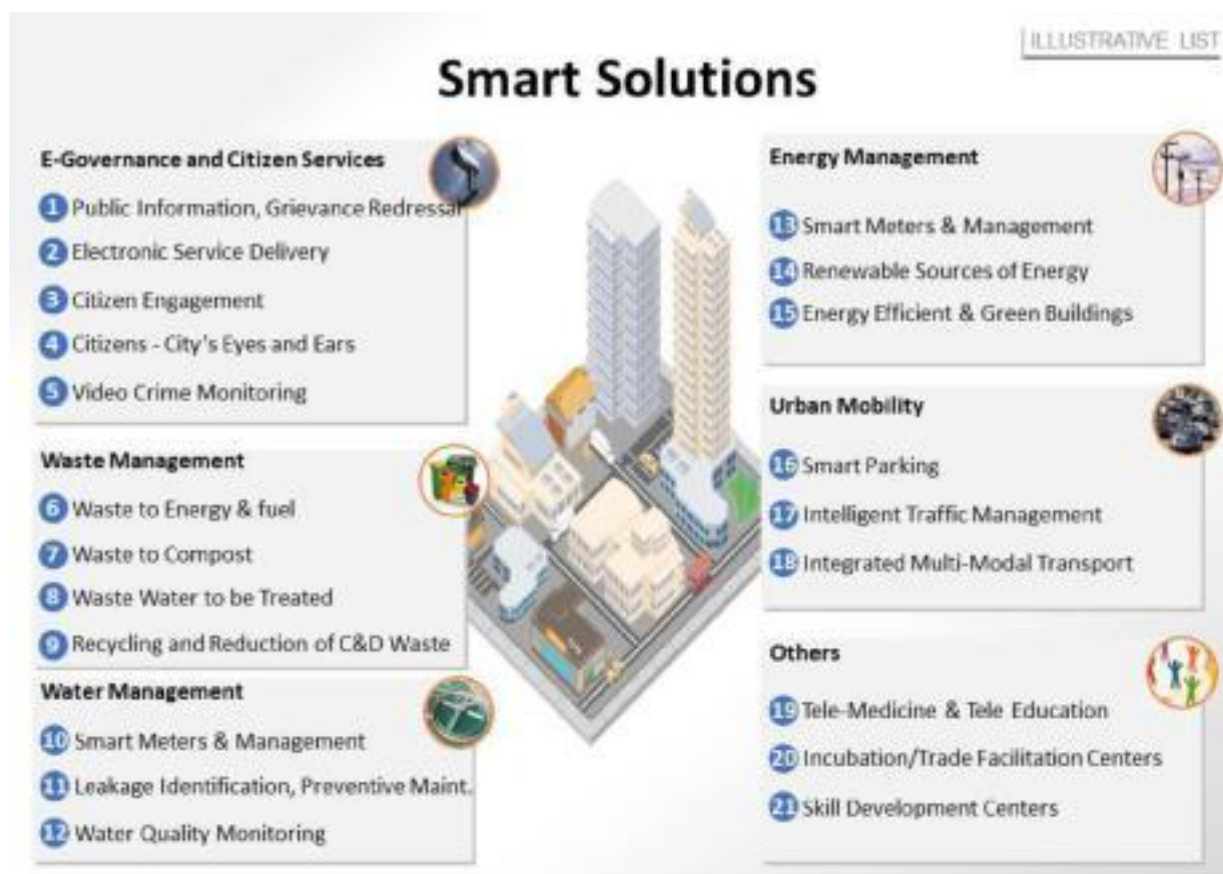 ILLUSTRATIVE LIST
Smart Solutions
E-Governance and Citizen Services
1 Public Information, Grievance Redressal
2 Electronic Service Delivery
3 Citizen Engagement
4 Citizens - City's Eyes and Ears
5 Video Crime Monitoring
Waste Management
6 Waste to Energy & fuel
7 Waste to Compost
8 Waste Water to be Treated
9 Recycling and Reduction of C&D Waste
Water Management
10 Smart Meters & Management
11 Leakage Identification, Preventive Maint.
12 Water Quality Monitoring
Energy Management
13 Smart Meters & Management
14 Renewable Sources of Energy
15 Energy Efficient & Green Buildings
Urban Mobility
16 Smart Parking
17 Intelligent Traffic Management
18 Integrated Multi-Modal Transport
Others
19 Tele-Medicine & Tele Education
20 Incubation/Trade Facilitation Centers
21 Skill Development Centers